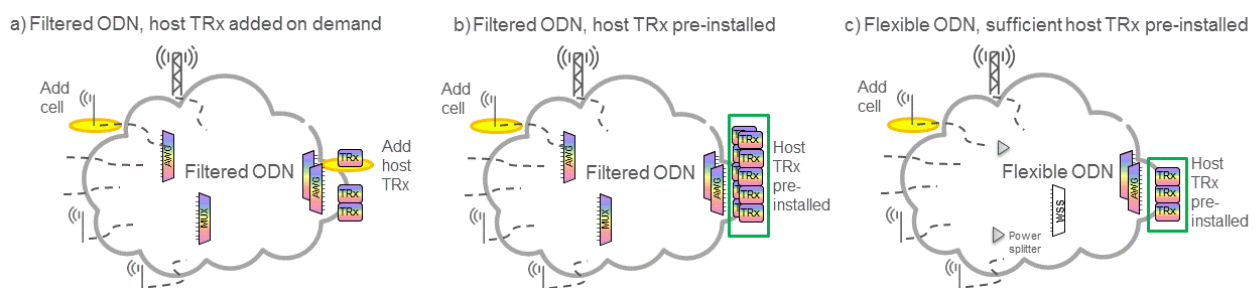 a) Filtered ODN, host TRx added on demand
Add
cell
AWG
Filtered ODN
MUX
AWG
TRx
TRx
TRx
Add
host
TRx
b) Filtered ODN, host TRx pre-installed
Add
cell
AWG
Filtered ODN
MUX
AWG
TRx
TRx
TRx
TRx
TRx
Host
TRx
pre-
installed
c) Flexible ODN, sufficient host TRx pre-installed
Add
cell
Flexible ODN
WSS
Power
splitter
AWG
TRx
TRx
TRx
Host
TRx
pre-
installed